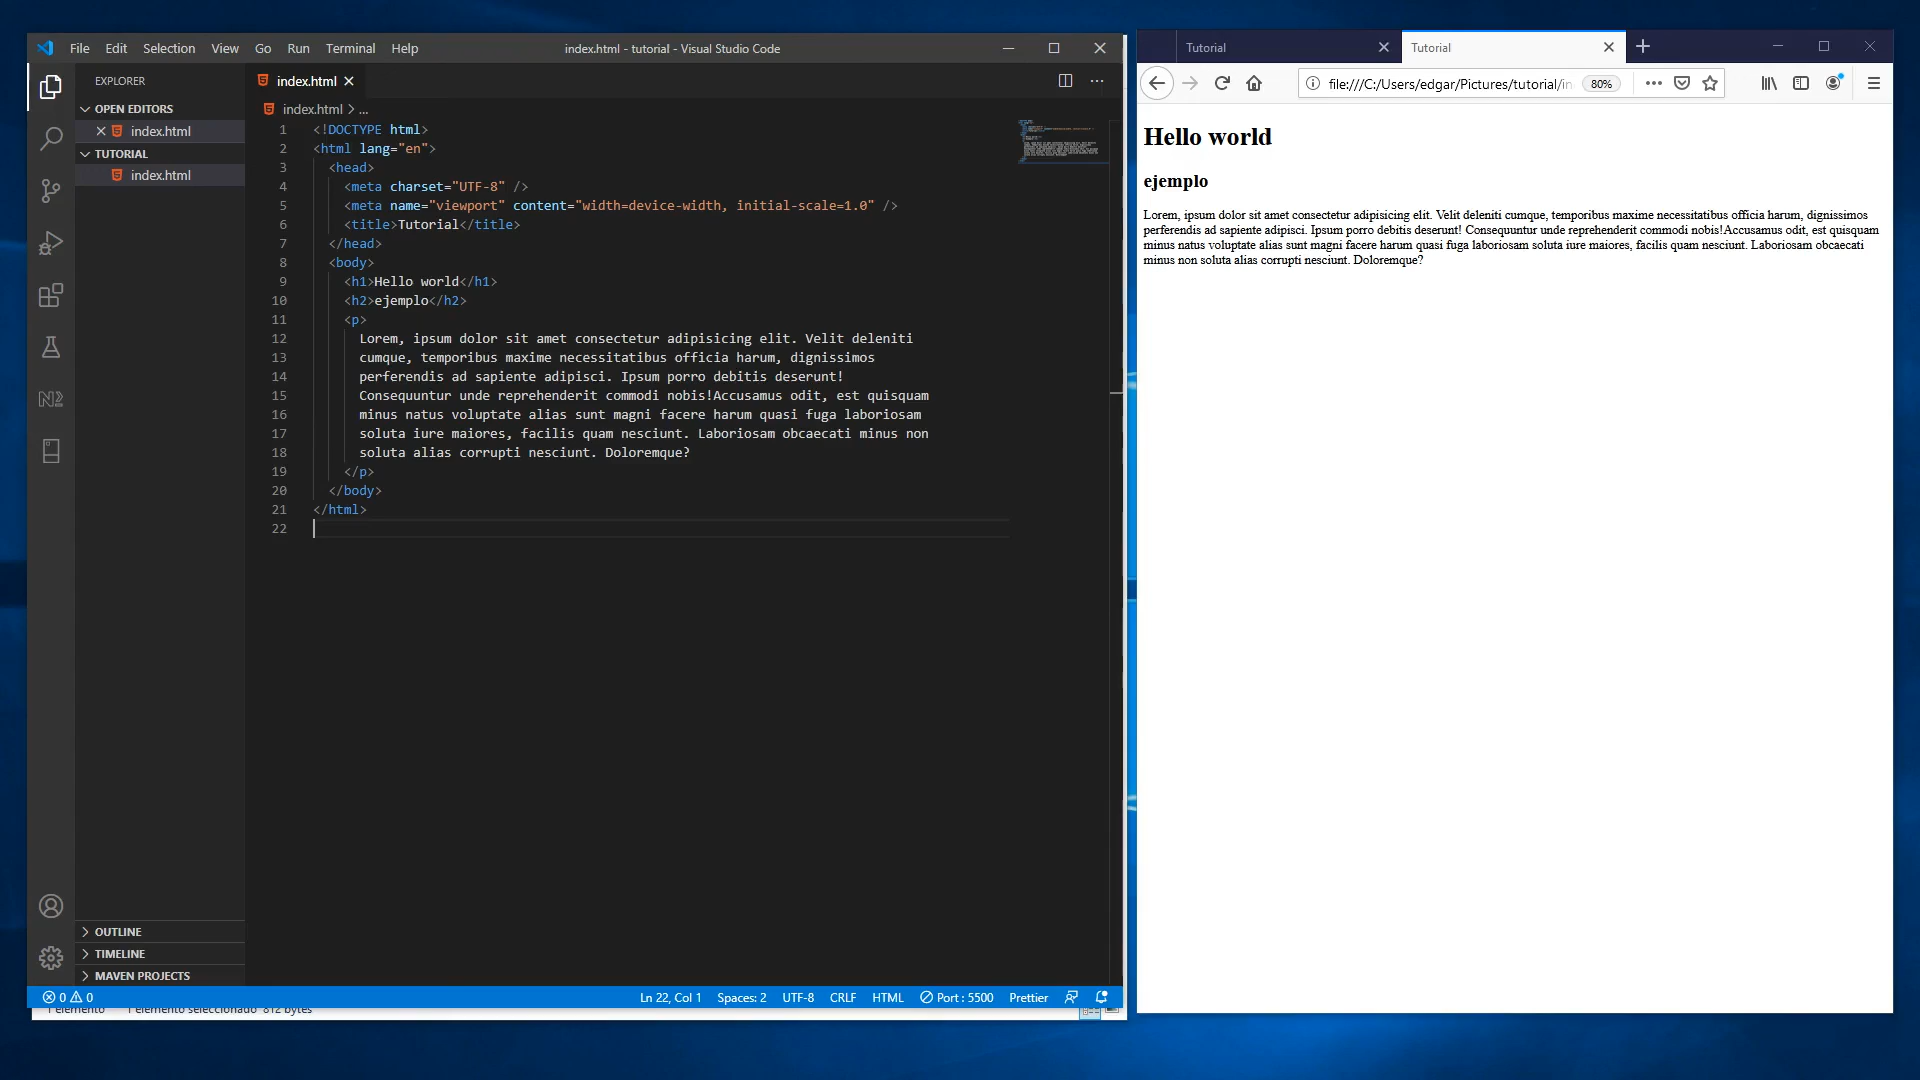 File Edit Selection View Go Run Terminal Help
index.html - tutorial - Visual Studio Code
EXPLORER
OPEN EDITORS
index.html
TUTORIAL
index.html
OUTLINE
TIMELINE
MAVEN PROJECTS
index.html
index.html > ...
1 <!DOCTYPE html>
2 <html lang="en">
3 <head>
4 <meta charset="UTF-8" />
5 <meta name="viewport" content="width=device-width, initial-scale=1.0" />
6 <title>Tutorial</title>
7 </head>
8 <body>
9 <h1>Hello world</h1>
10 <h2>ejemplo</h2>
11 <p>
12 Lorem, ipsum dolor sit amet consectetur adipisicing elit. Velit deleniti
13 cumque, temporibus maxime necessitatibus officia harum, dignissimos
14 perferendis ad sapiente adipisci. Ipsum porro debitis deserunt!
15 Consequuntur unde reprehenderit commodi nobis!Accusamus odit, est quisquam
16 minus natus voluptate alias sunt magni facere harum quasi fuga laboriosam
17 soluta iure maiores, facilis quam nesciunt. Laboriosam obcaecati minus non
18 soluta alias corrupti nesciunt. Doloremque?
19 </p>
20 </body>
21 </html>
22
0 0 Ln 22, Col 1 Spaces: 2 UTF-8 CRLF HTML Port : 5500 Prettier
1 elemento 1 elemento seleccionado 812 bytes
Tutorial
Tutorial
file:///C:/Users/edgar/Pictures/tutorial/in 80%
Hello world
ejemplo
Lorem, ipsum dolor sit amet consectetur adipisicing elit. Velit deleniti cumque, temporibus maxime necessitatibus officia harum, dignissimos
perferendis ad sapiente adipisci. Ipsum porro debitis deserunt! Consequuntur unde reprehenderit commodi nobis!Accusamus odit, est quisquam
minus natus voluptate alias sunt magni facere harum quasi fuga laboriosam soluta iure maiores, facilis quam nesciunt. Laboriosam obcaecati
minus non soluta alias corrupti nesciunt. Doloremque?